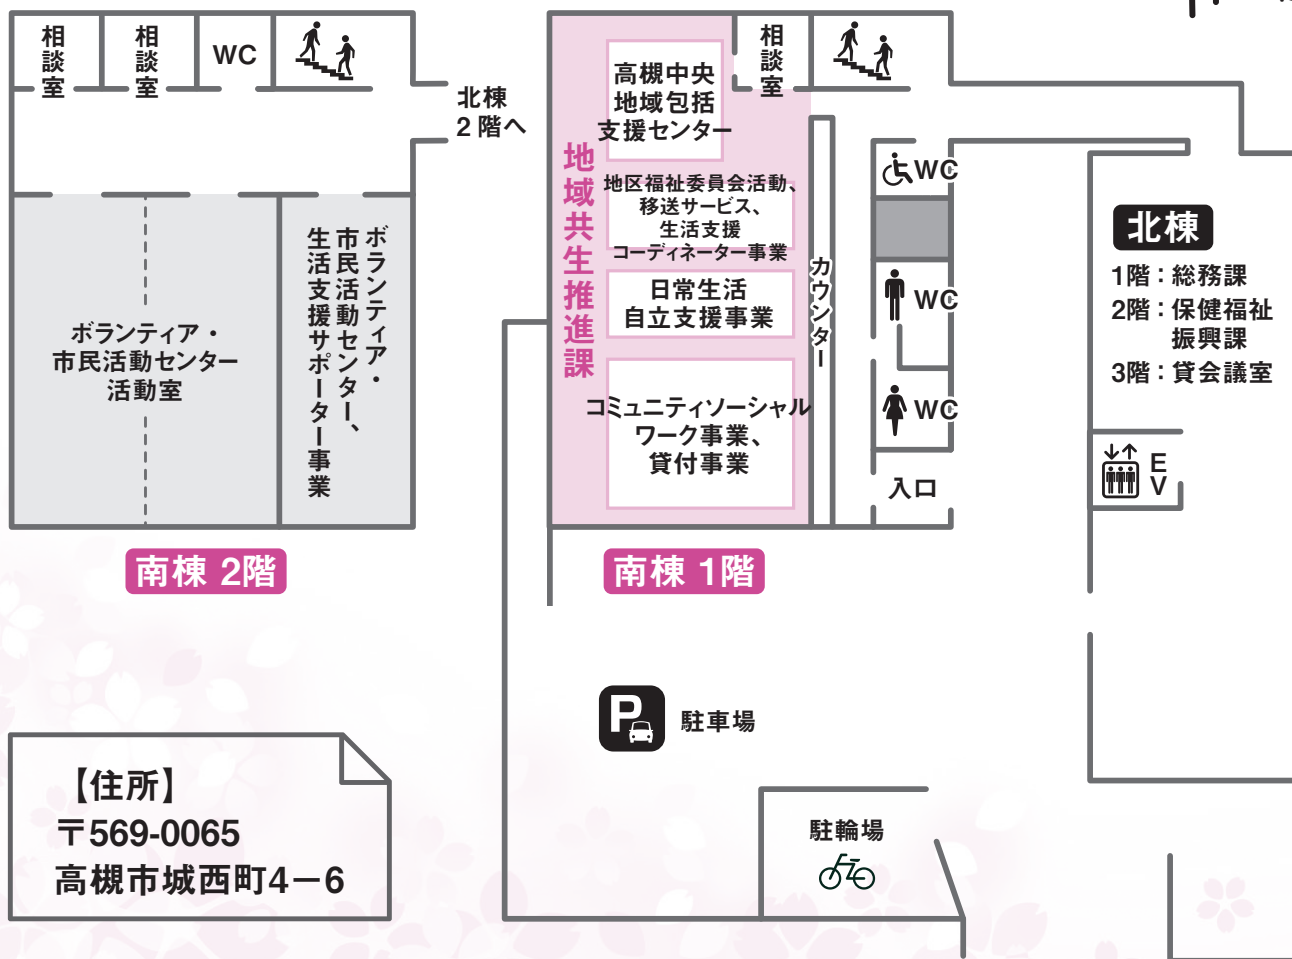 相談室
相談室
WC
北棟
2階へ
ボランティア・
市民活動センター
活動室
ボランティア・
市民活動センター、
生活支援サポーター事業
南棟 2階
地域共生推進課
高槻中央
地域包括
支援センター
相談室
地区福祉委員会活動、
移送サービス、
生活支援
コーディネーター事業
日常生活
自立支援事業
コミュニティソーシャル
ワーク事業、
貸付事業
カウンター
WC
WC
WC
入口
南棟 1階
北棟
1階：総務課
2階：保健福祉
振興課
3階：貸会議室
EV
P
駐車場
駐輪場
【住所】
〒569-0065
高槻市城西町4－6